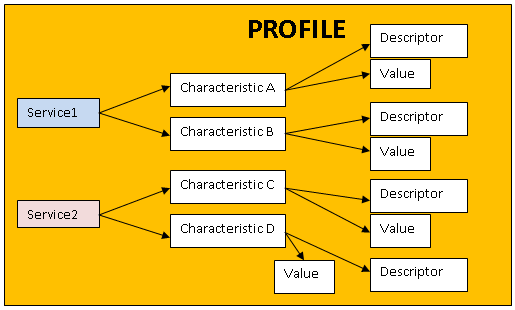 PROFILE
Descriptor
Value
Characteristic A
Service1
Descriptor
Characteristic B
Value
Characteristic C
Descriptor
Service2
Characteristic D
Value
Value
Descriptor